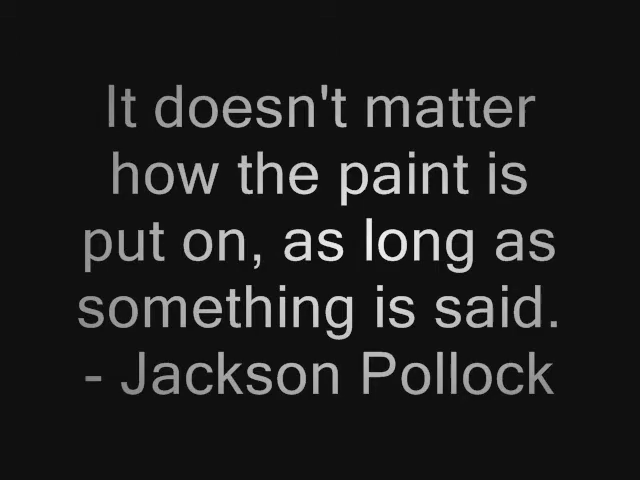 It doesn't matter
how the paint is
put on, as long as
something is said.
- Jackson Pollock